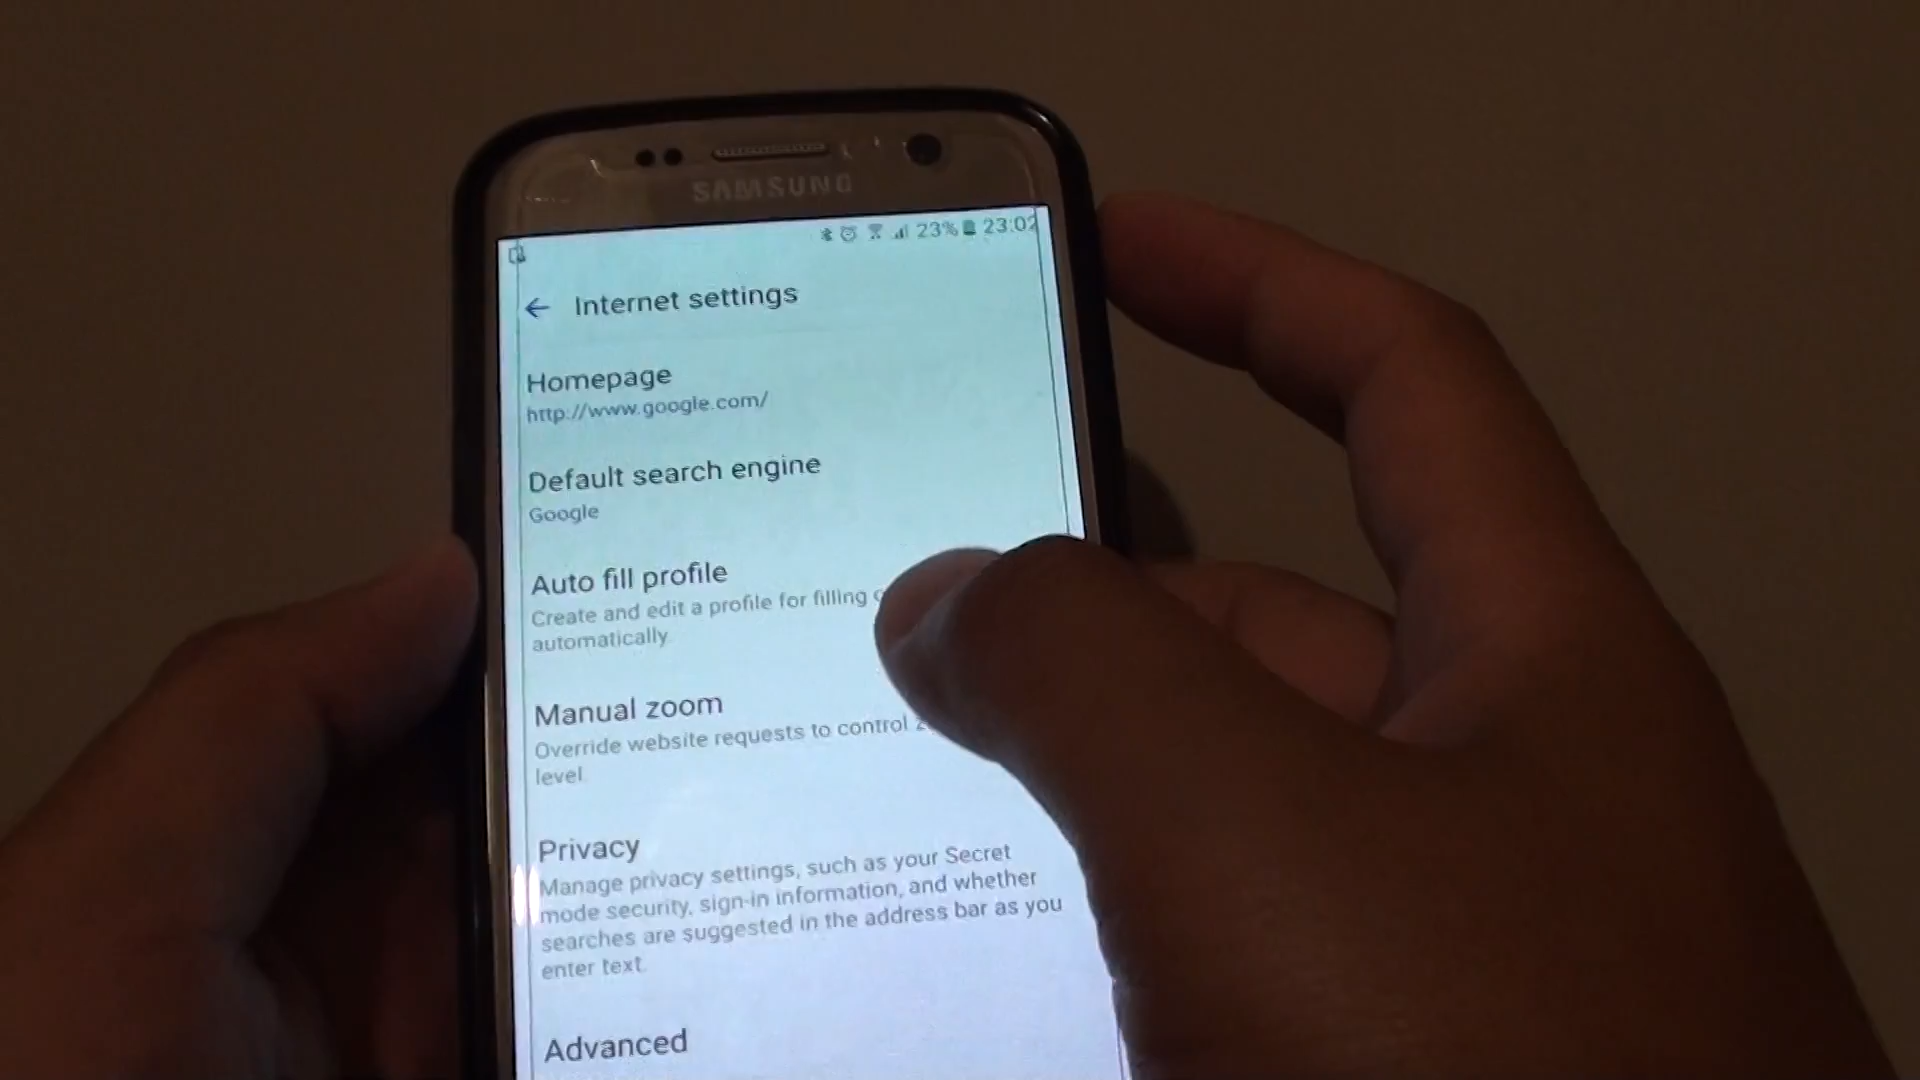 SAMSUNG
23% 23:02
Internet settings
Homepage
http://www.google.com/
Default search engine
Google
Auto fill profile
Create and edit a profile for filling
automatically
Manual zoom
Override website requests to control
level
Privacy
Manage privacy settings, such as your Secret
mode security, sign-in information, and whether
searches are suggested in the address bar as you
enter text.
Advanced